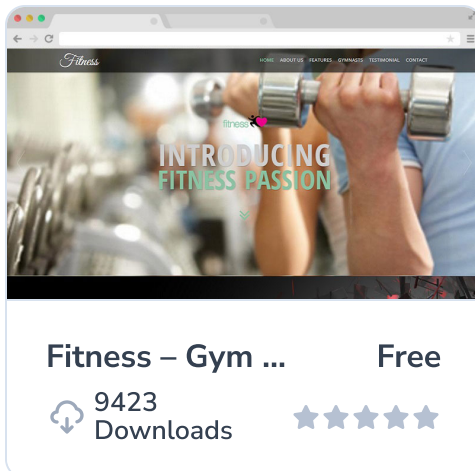 Fitness
HOME ABOUT US FEATURES GYMNASTS TESTIMONIAL CONTACT
fitness
INTRODUCING
FITNESS PASSION
Fitness – Gym ... Free
9423
Downloads